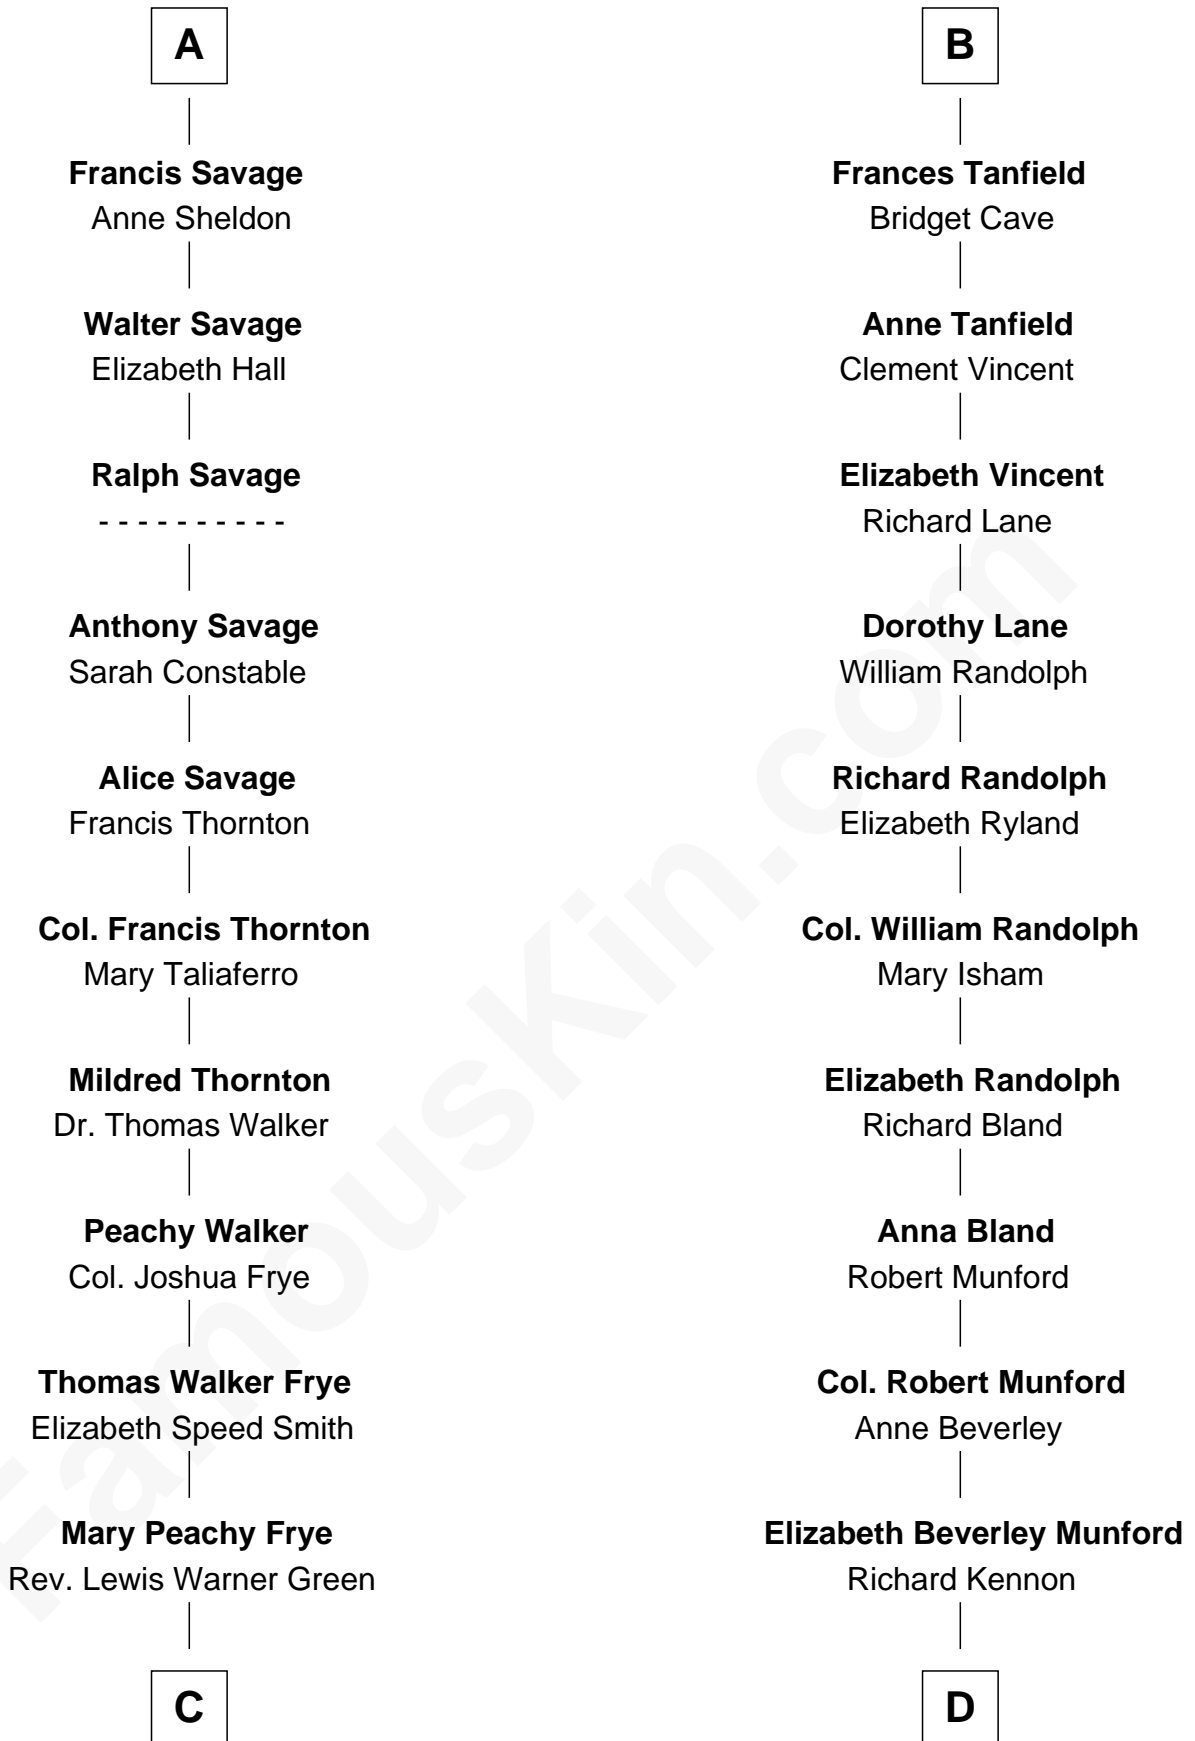 A
Francis Savage
Anne Sheldon
Walter Savage
Elizabeth Hall
Ralph Savage
- - - - - - - - - -
Anthony Savage
Sarah Constable
Alice Savage
Francis Thornton
Col. Francis Thornton
Mary Taliaferro
Mildred Thornton
Dr. Thomas Walker
Peachy Walker
Col. Joshua Frye
Thomas Walker Frye
Elizabeth Speed Smith
Mary Peachy Frye
Rev. Lewis Warner Green
C
B
Frances Tanfield
Bridget Cave
Anne Tanfield
Clement Vincent
Elizabeth Vincent
Richard Lane
Dorothy Lane
William Randolph
Richard Randolph
Elizabeth Ryland
Col. William Randolph
Mary Isham
Elizabeth Randolph
Richard Bland
Anna Bland
Robert Munford
Col. Robert Munford
Anne Beverley
Elizabeth Beverley Munford
Richard Kennon
D
FamousKin.com